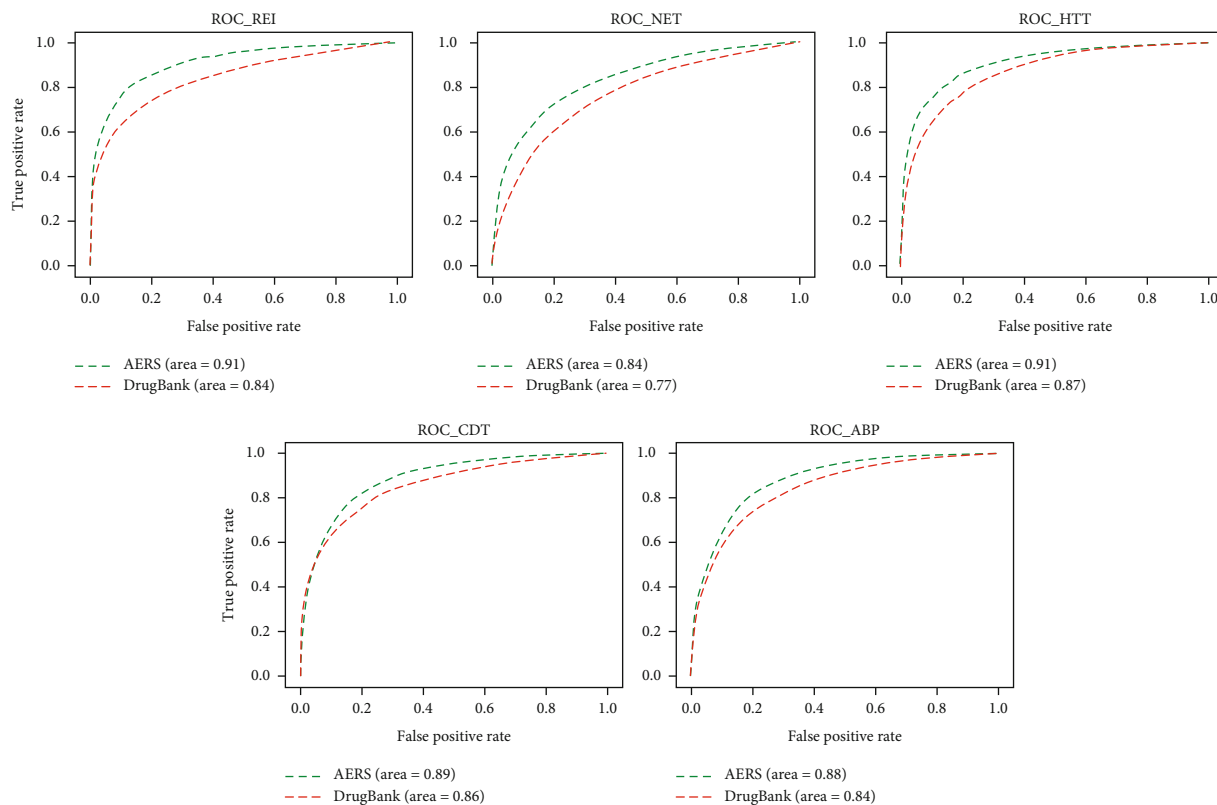 ROC_REI
ROC_NET
ROC_HTT
True positive rate
1.0
0.8
0.6
0.4
0.2
0.0
0.0 0.2 0.4 0.6 0.8 1.0
False positive rate
AERS (area = 0.91)
DrugBank (area = 0.84)
1.0
0.8
0.6
0.4
0.2
0.0
0.0 0.2 0.4 0.6 0.8 1.0
False positive rate
AERS (area = 0.84)
DrugBank (area = 0.77)
1.0
0.8
0.6
0.4
0.2
0.0
0.0 0.2 0.4 0.6 0.8 1.0
False positive rate
AERS (area = 0.91)
DrugBank (area = 0.87)
ROC_CDT
ROC_ABP
True positive rate
1.0
0.8
0.6
0.4
0.2
0.0
0.0 0.2 0.4 0.6 0.8 1.0
False positive rate
AERS (area = 0.89)
DrugBank (area = 0.86)
1.0
0.8
0.6
0.4
0.2
0.0
0.0 0.2 0.4 0.6 0.8 1.0
False positive rate
AERS (area = 0.88)
DrugBank (area = 0.84)